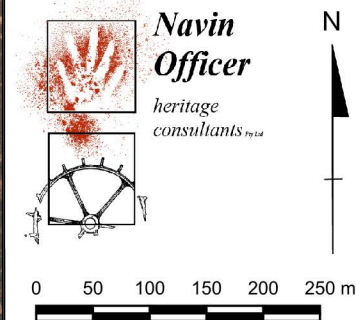 Navin
Officer
heritage
consultants Pty Ltd
N
0 50 100 150 200 250 m